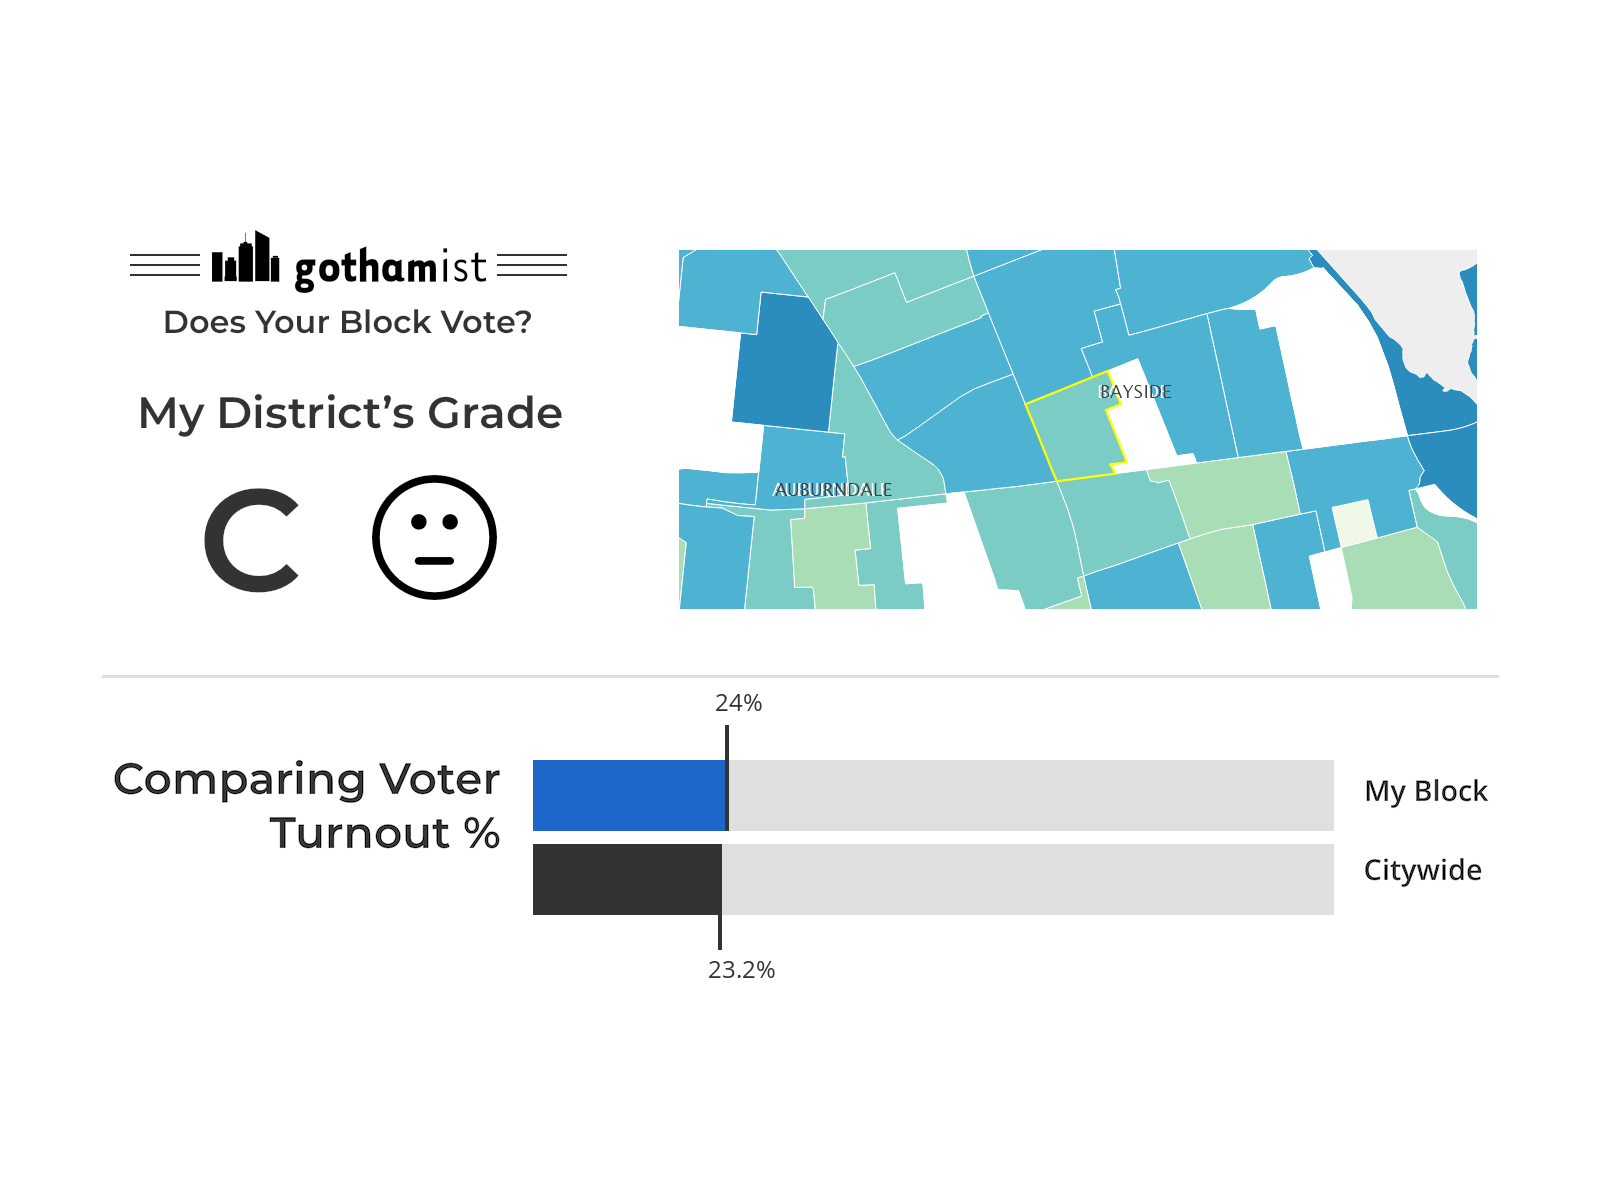 gothamist
Does Your Block Vote?
My District’s Grade
C
BAYSIDE
AUBURNDALE
24%
Comparing Voter
Turnout %
My Block
Citywide
23.2%